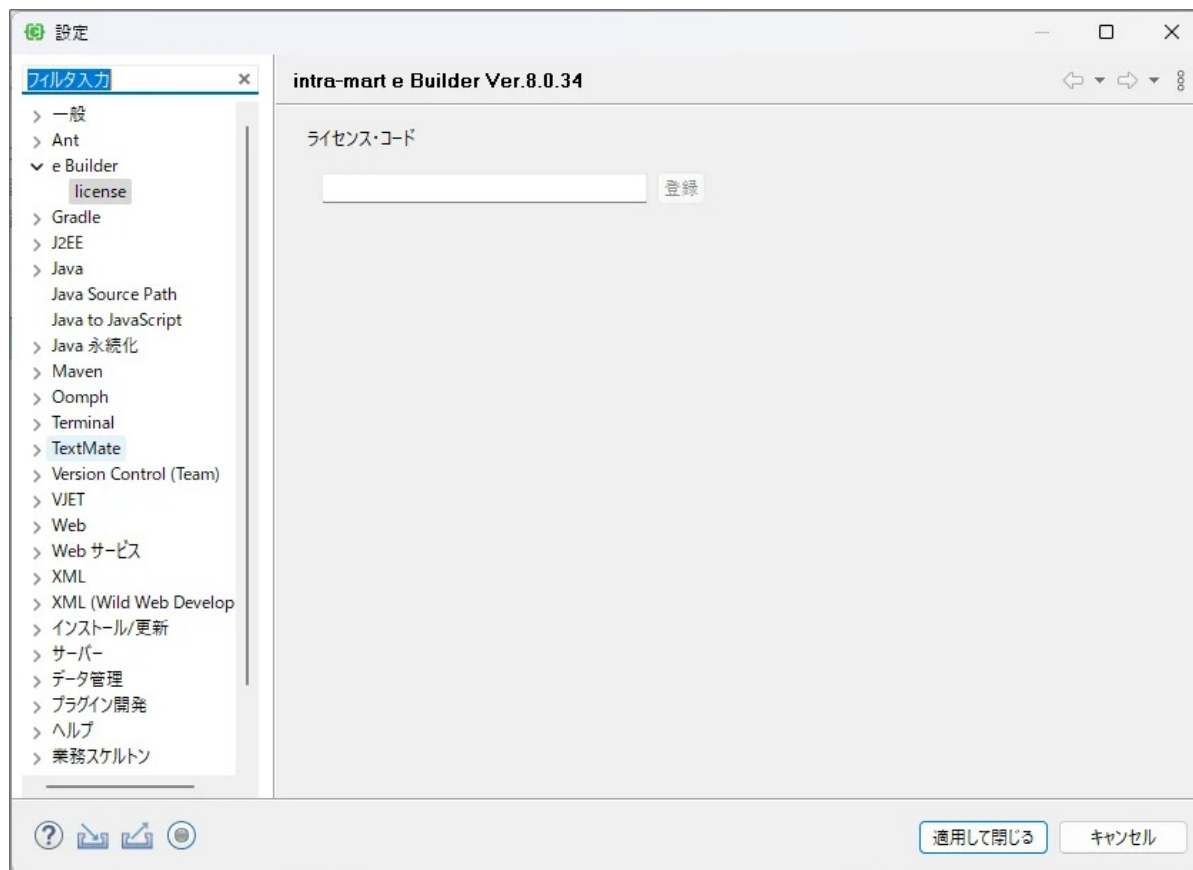 設定
フィルタ入力
intra-mart e Builder Ver.8.0.34
一般
Ant
e Builder
license
Gradle
J2EE
Java
Java Source Path
Java to JavaScript
Java 永続化
Maven
Oomph
Terminal
TextMate
Version Control (Team)
VJET
Web
Web サービス
XML
XML (Wild Web Develop
インストール/更新
サーバー
データ管理
プラグイン開発
ヘルプ
業務スケルトン
ライセンス・コード
登録
適用して閉じる
キャンセル